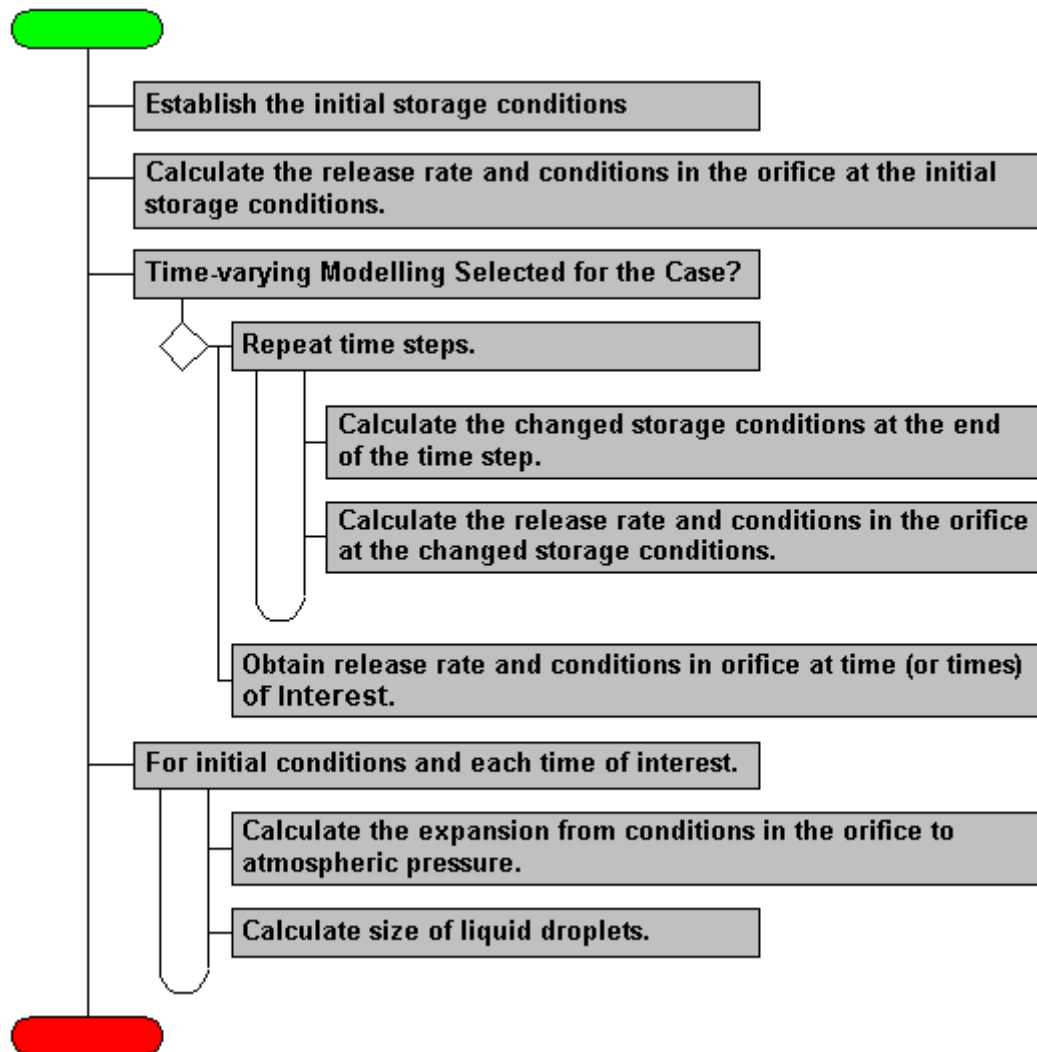 Establish the initial storage conditions
Calculate the release rate and conditions in the orifice at the initial
storage conditions.
Time-varying Modelling Selected for the Case?
Repeat time steps.
Calculate the changed storage conditions at the end
of the time step.
Calculate the release rate and conditions in the orifice
at the changed storage conditions.
Obtain release rate and conditions in orifice at time (or times)
of Interest.
For initial conditions and each time of interest.
Calculate the expansion from conditions in the orifice to
atmospheric pressure.
Calculate size of liquid droplets.